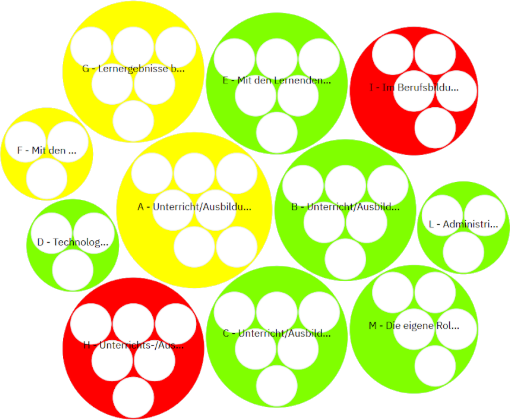 G - Lernergebnisse b...
E - Mit den Lernenden...
I - Im Berufsbildu...
F - Mit den ...
A - Unterricht/Ausbildu...
B - Unterricht/Ausbild...
L - Administri...
D - Technolog...
H - Unterrichts-/Aus...
C - Unterricht/Ausbild...
M - Die eigene Rol...